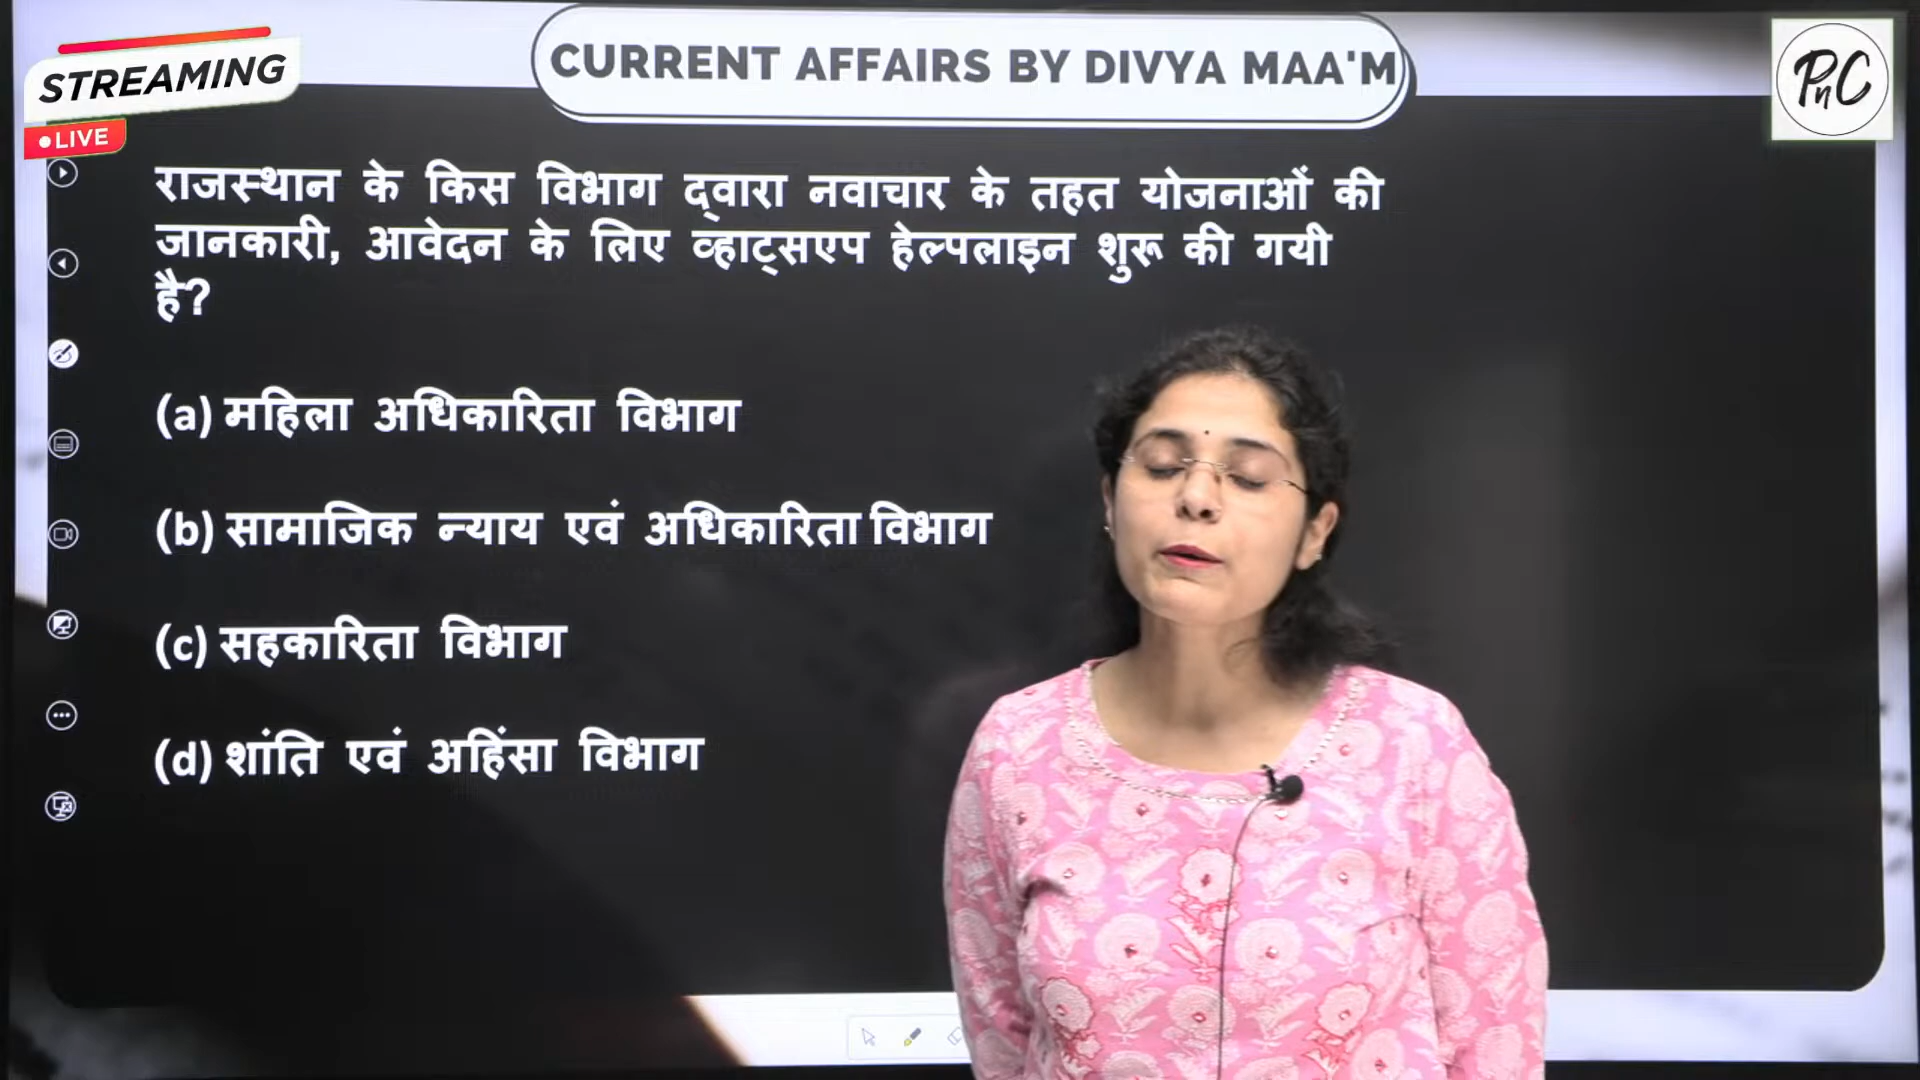 STREAMING
LIVE
CURRENT AFFAIRS BY DIVYA MAA'M
PnC
राजस्थान के किस विभाग द्वारा नवाचार के तहत योजनाओं की
जानकारी, आवेदन के लिए व्हाट्सएप हेल्पलाइन शुरू की गयी
है?
(a) महिला अधिकारिता विभाग
(b) सामाजिक न्याय एवं अधिकारिता विभाग
(c) सहकारिता विभाग
(d) शांति एवं अहिंसा विभाग